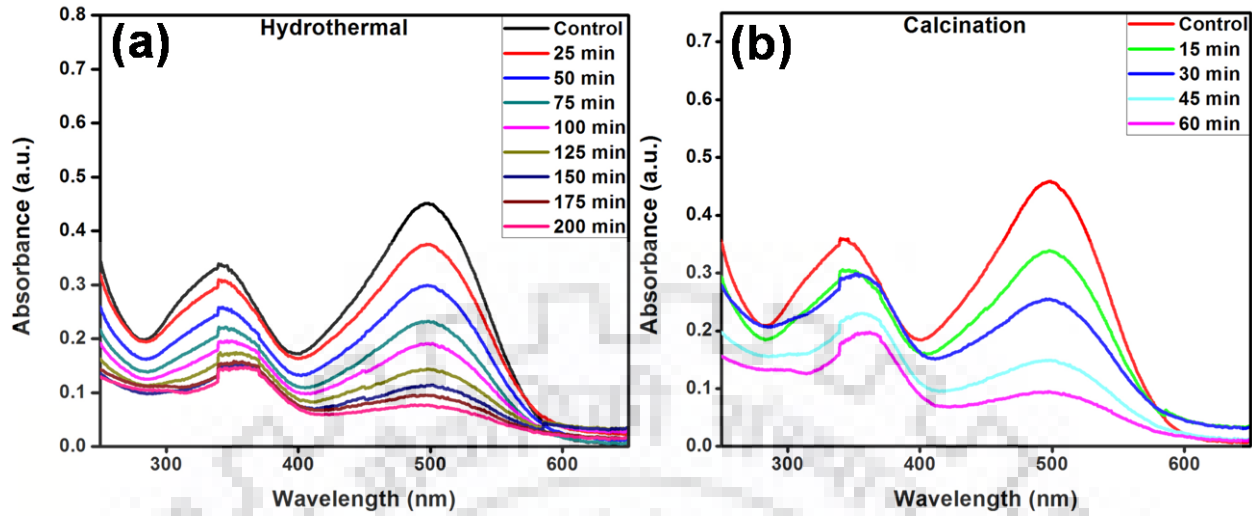 (a)
Hydrothermal
Control
25 min
50 min
75 min
100 min
125 min
150 min
175 min
200 min
0.8
0.7
0.6
0.5
0.4
0.3
0.2
0.1
0.0
Absorbance (a.u.)
300
400
500
600
Wavelength (nm)
(b)
Calcination
Control
15 min
30 min
45 min
60 min
0.7
0.6
0.5
0.4
0.3
0.2
0.1
0.0
Absorbance (a.u.)
300
400
500
600
Wavelength (nm)